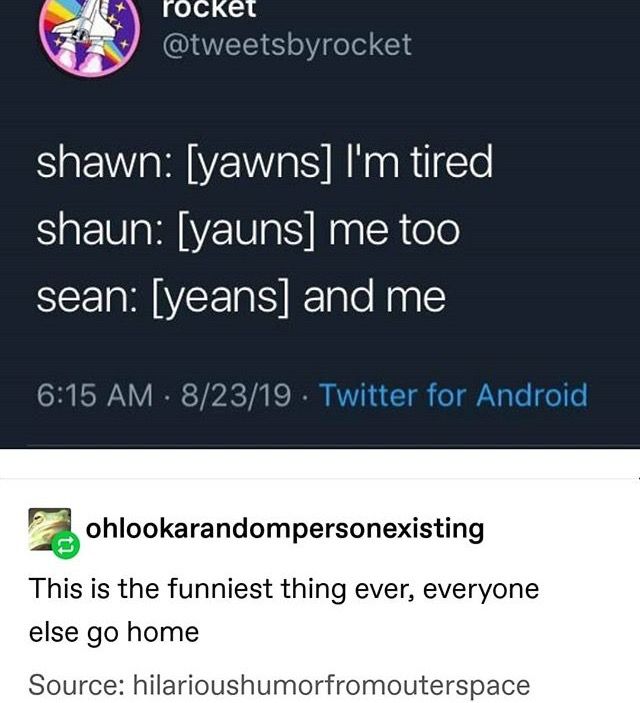 rocket
@tweetsbyrocket
shawn: [yawns] I'm tired
shaun: [yauns] me too
sean: [yeans] and me
6:15 AM · 8/23/19 · Twitter for Android
ohlookarandompersonexisting
This is the funniest thing ever, everyone
else go home
Source: hilarioushumorfromouterspace